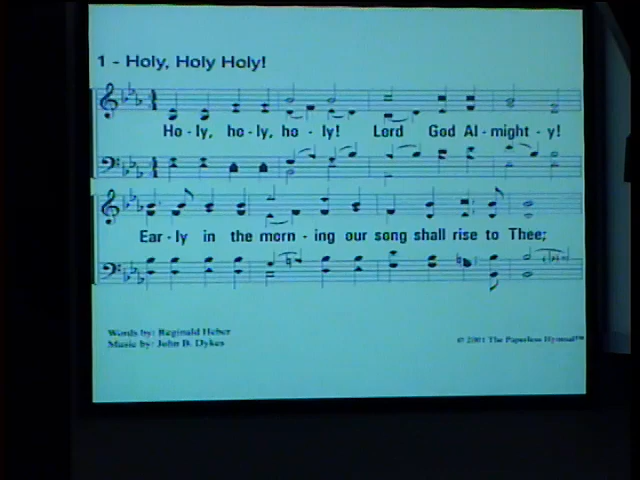 1 - Holy, Holy Holy!
Ho - ly, ho - ly, ho - ly! Lord God Al - might - y!
Ear - ly in the morn - ing our song shall rise to Thee;
Words by: Reginald Heber
Music by: John B. Dykes
© 2001 The Paperless Hymnal™